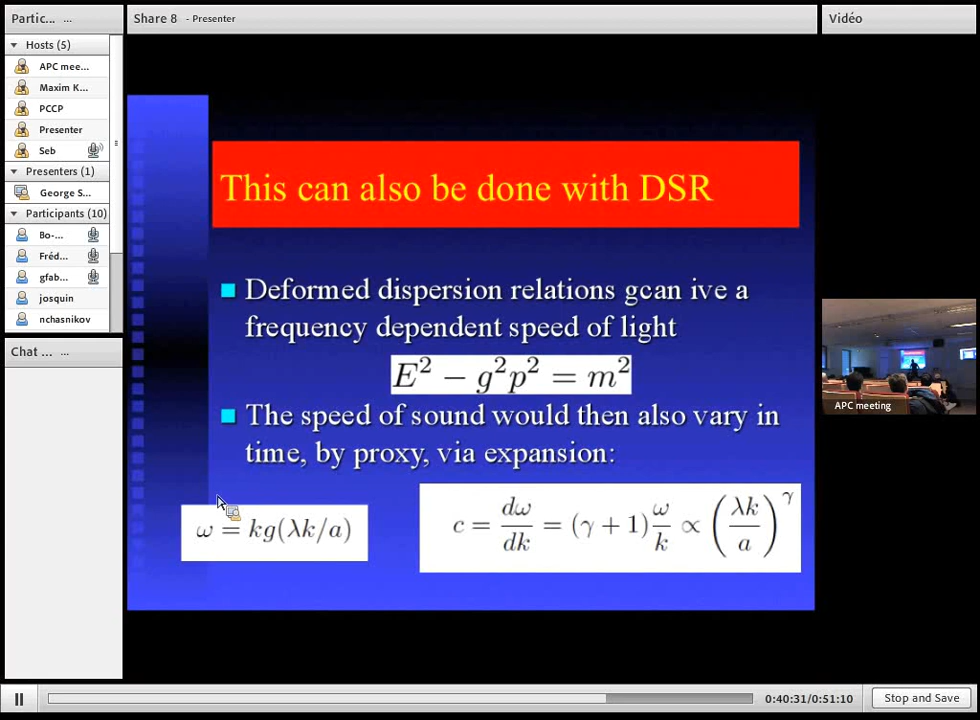 Partic... ...
Hosts (5)
APC mee...
Maxim K...
PCCP
Presenter
Seb
Presenters (1)
George S...
Participants (10)
Bo-...
Fréd...
gfab...
josquin
nchasnikov
Chat ... ...
Share 8 - Presenter
This can also be done with DSR
Deformed dispersion relations gcan ive a
frequency dependent speed of light
E² − g²p² = m²
The speed of sound would then also vary in
time, by proxy, via expansion:
ω = kg(λk/a)
c = dω/dk = (γ + 1) ω/k ∝ (λk/a)^γ
Vidéo
APC meeting
0:40:31/0:51:10
Stop and Save